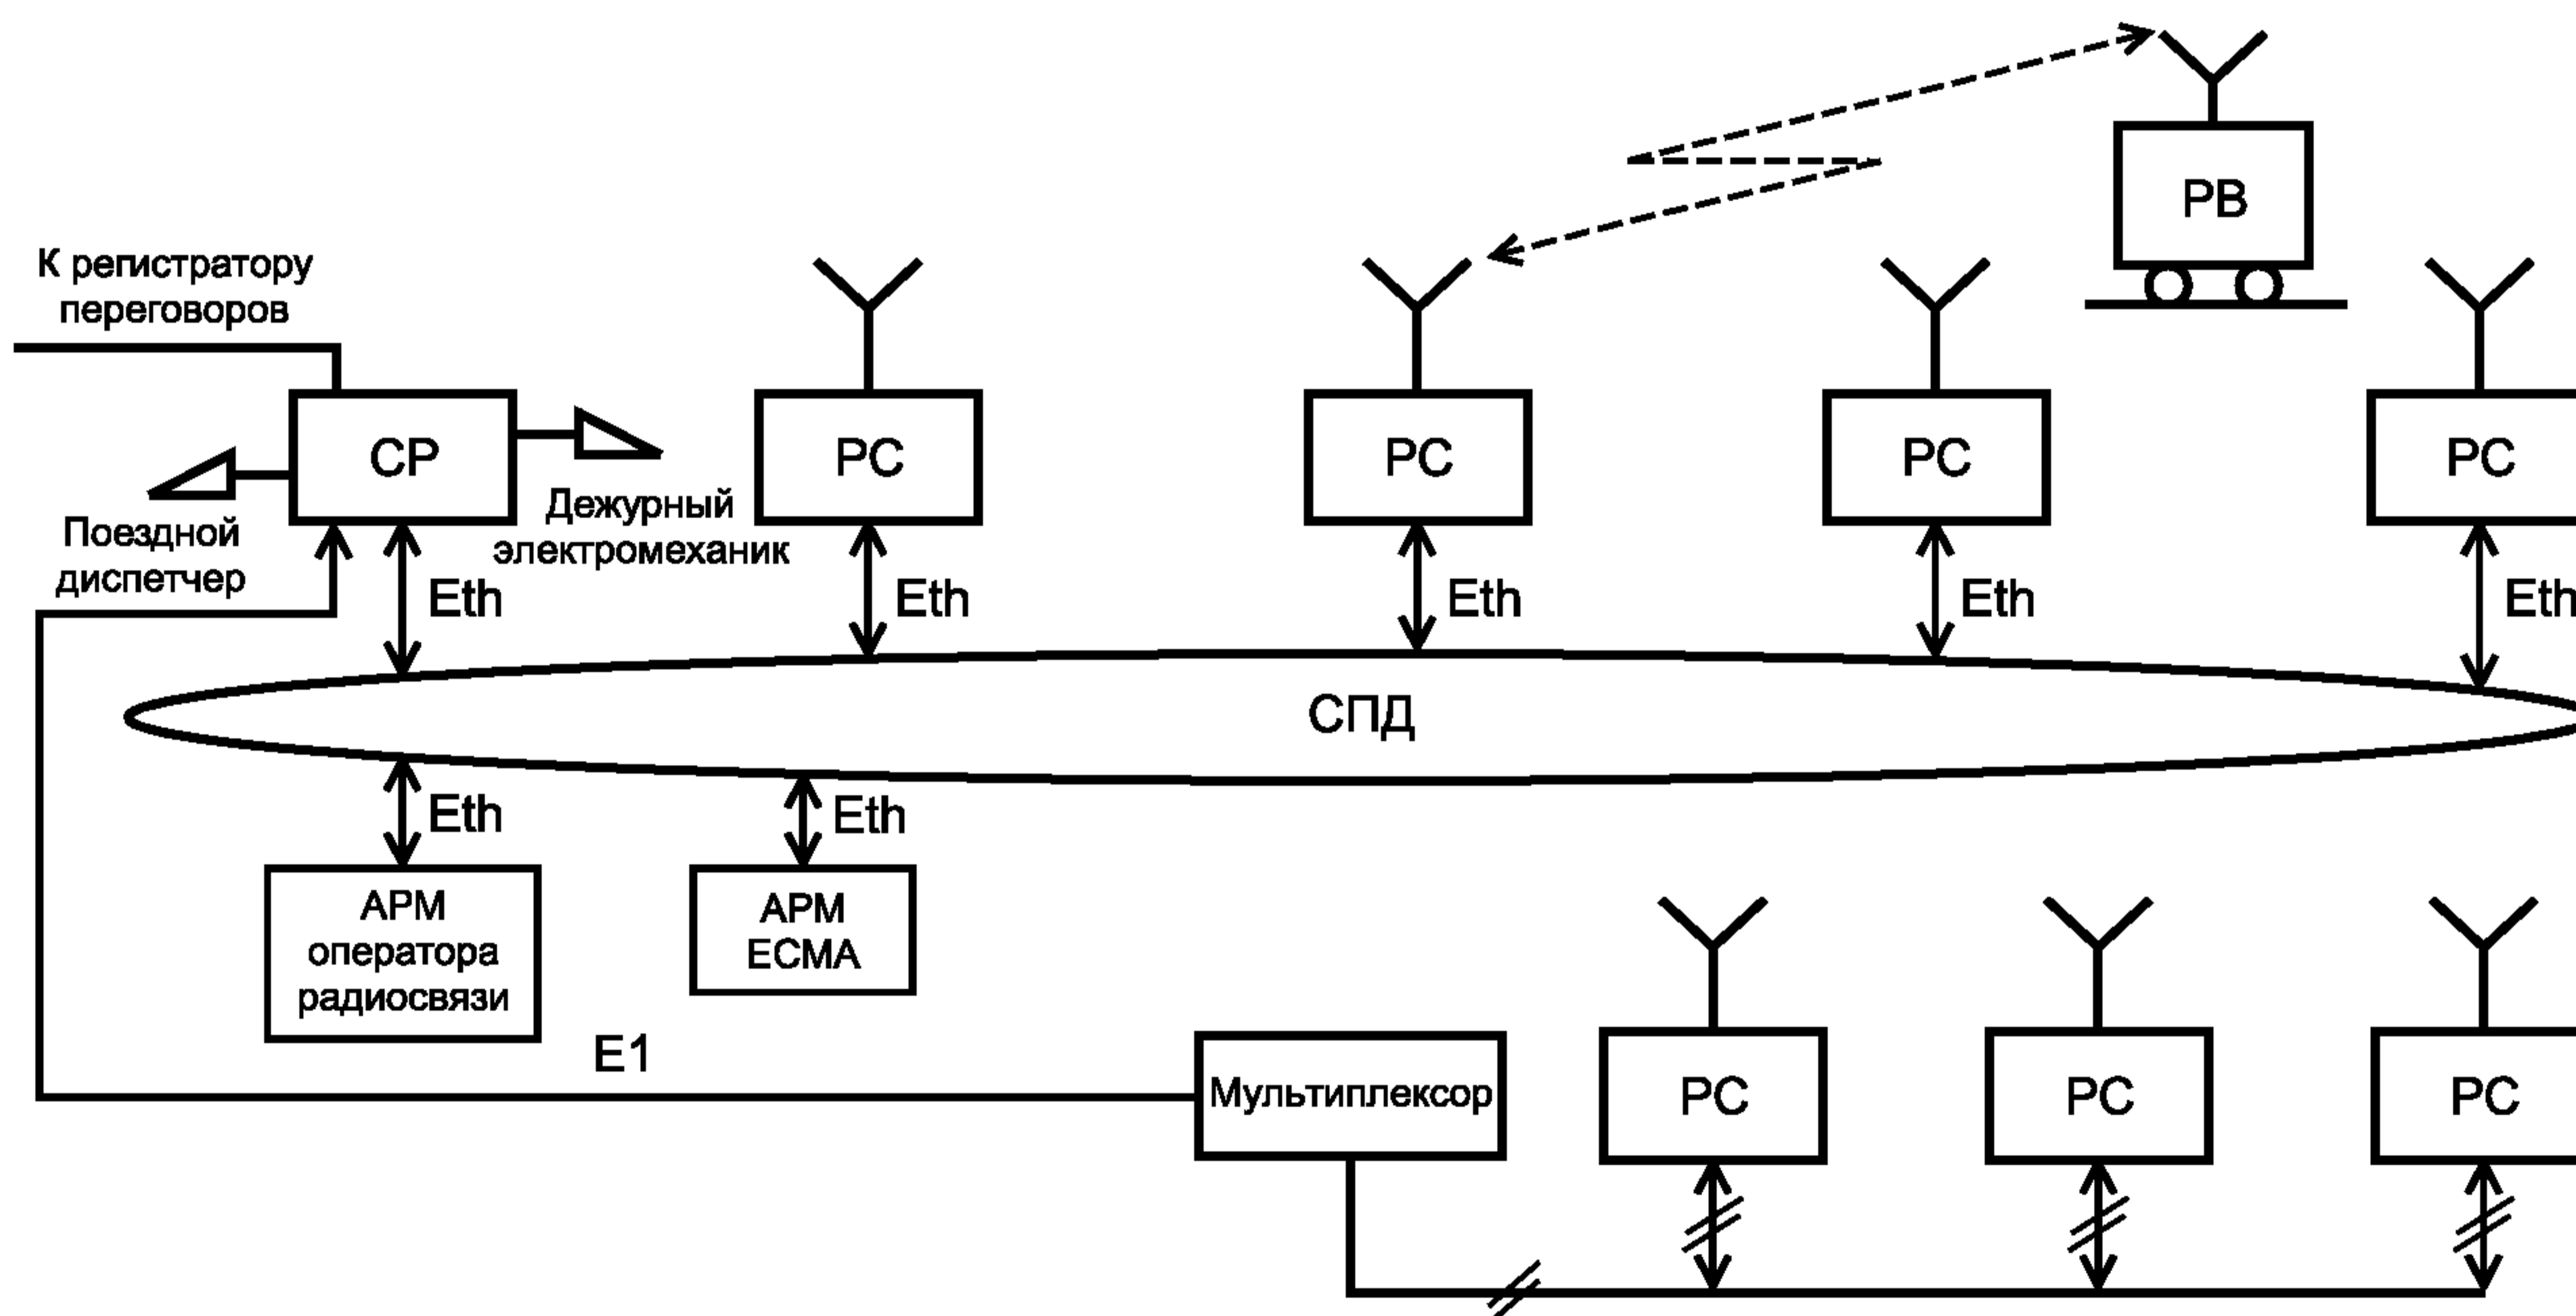 РВ
К регистратору
переговоров
СР
РС
РС
РС
РС
Поездной
диспетчер
Дежурный
электромеханик
Eth
Eth
Eth
Eth
Eth
СПД
Eth
Eth
АРМ
оператора
радиосвязи
АРМ
ЕСМА
E1
Мультиплексор
РС
РС
РС